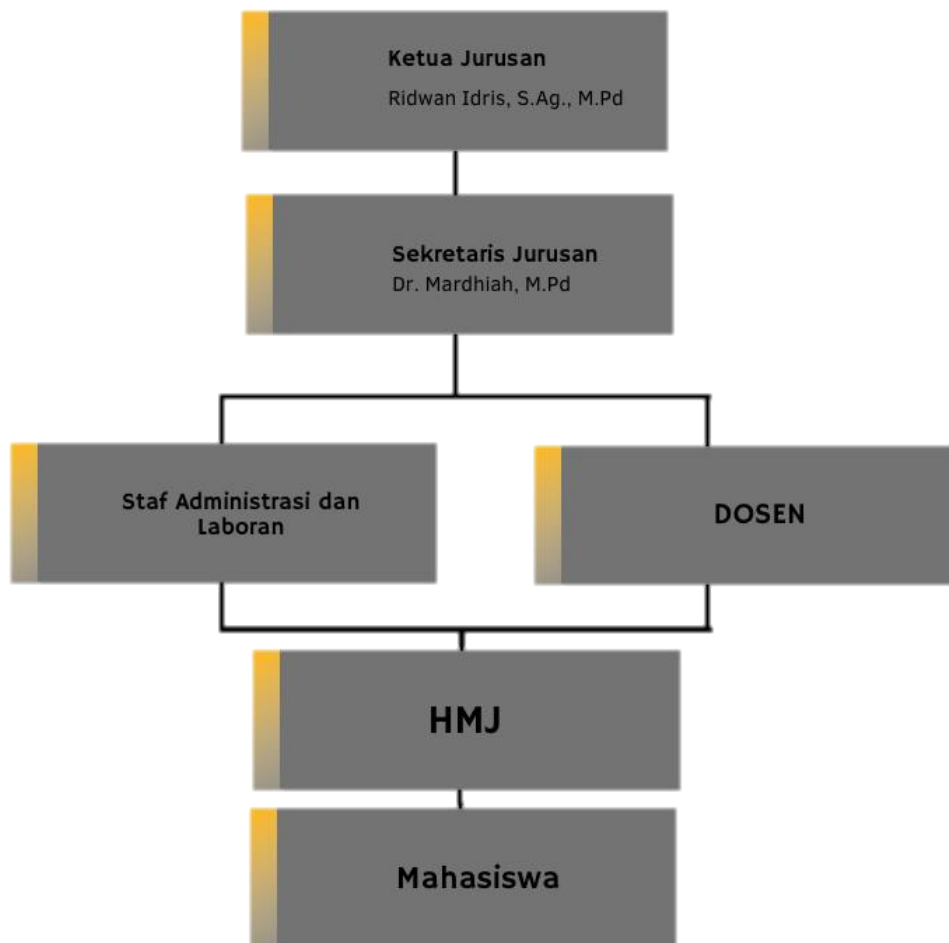 Ketua Jurusan
Ridwan Idris, S.Ag., M.Pd
Sekretaris Jurusan
Dr. Mardhiah, M.Pd
Staf Administrasi dan
Laboran
DOSEN
HMJ
Mahasiswa